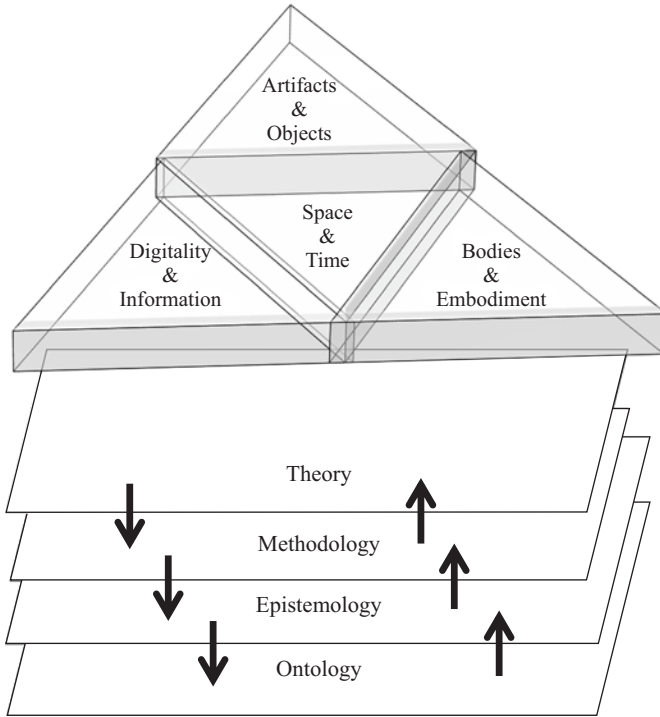 Artifacts
&
Objects
Space
&
Time
Digitality
&
Information
Bodies
&
Embodiment
Theory
Methodology
Epistemology
Ontology